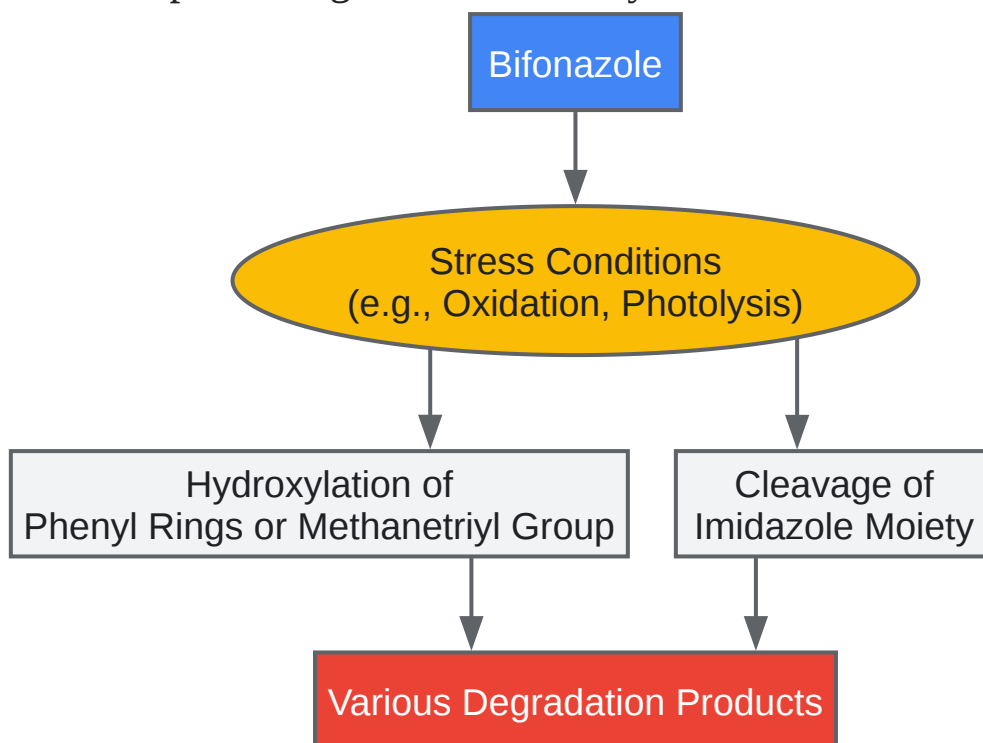 Bifonazole
Stress Conditions
(e.g., Oxidation, Photolysis)
Hydroxylation of
Phenyl Rings or Methanetriyl Group
Cleavage of
Imidazole Moiety
Various Degradation Products